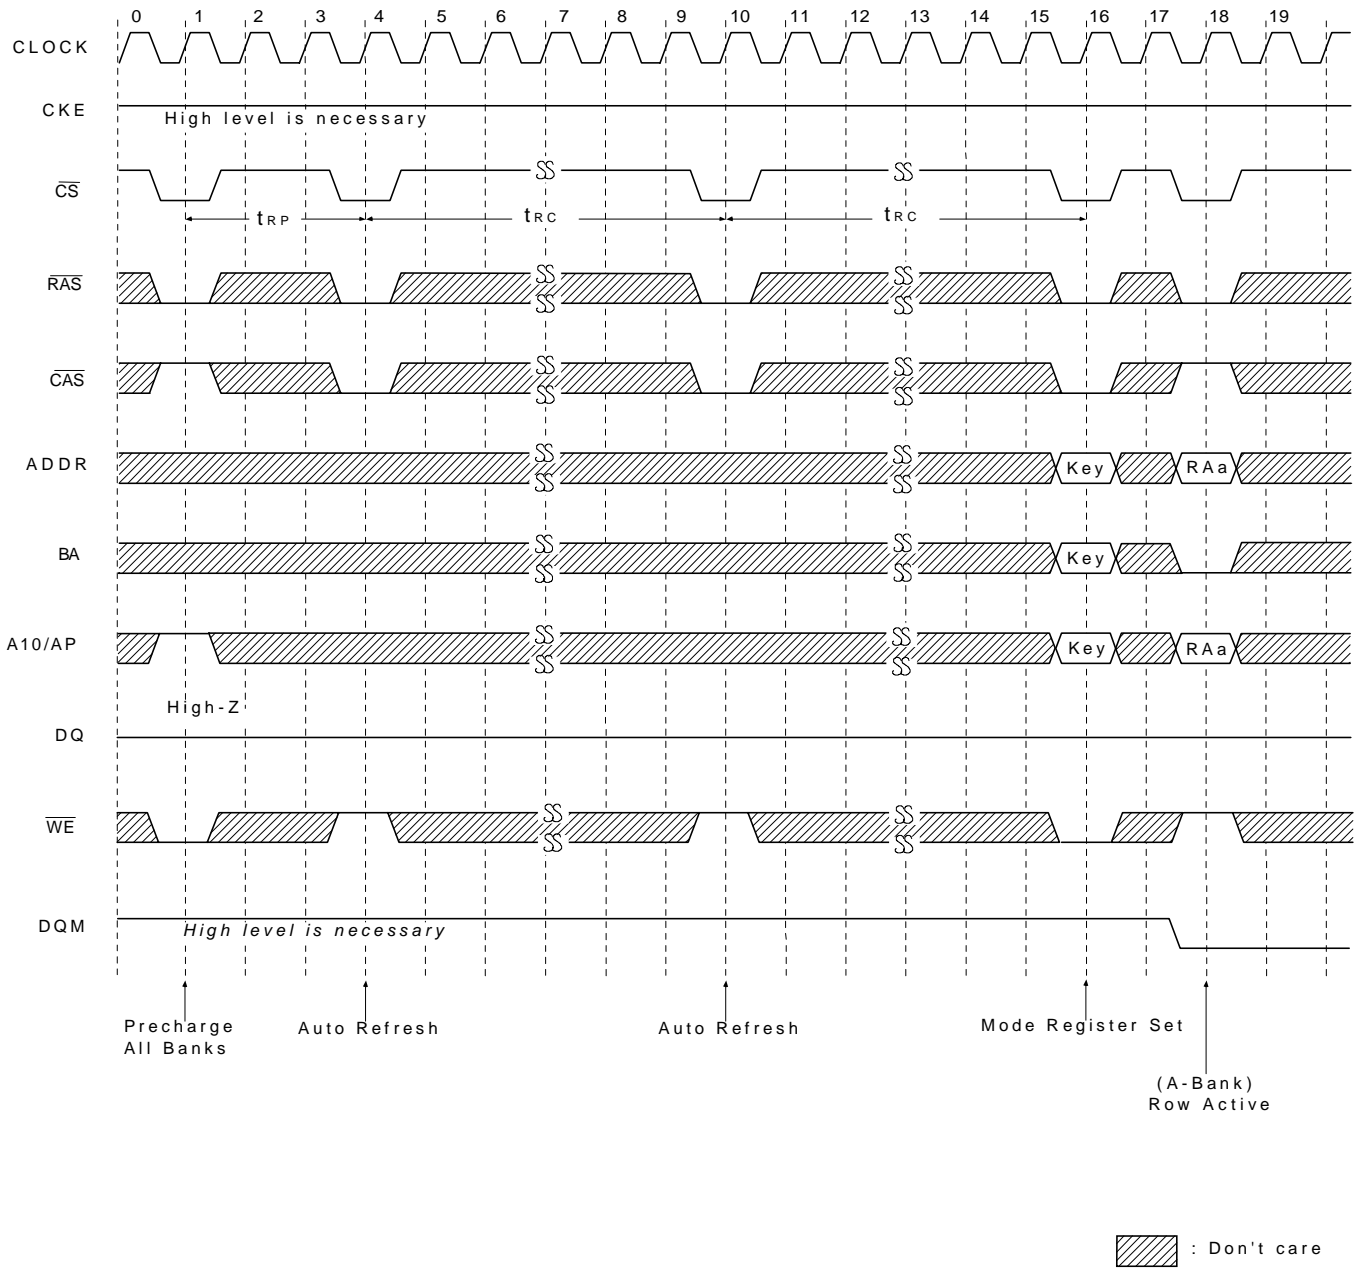 0 1 2 3 4 5 6 7 8 9 10 11 12 13 14 15 16 17 18 19
CLOCK
CKE
High level is necessary
CS
tRP tRC tRC
RAS
CAS
ADDR Key RAa
BA Key
A10/AP Key RAa
High-Z
DQ
WE
DQM
High level is necessary
Precharge
All Banks
Auto Refresh
Auto Refresh
Mode Register Set
(A-Bank)
Row Active
: Don't care